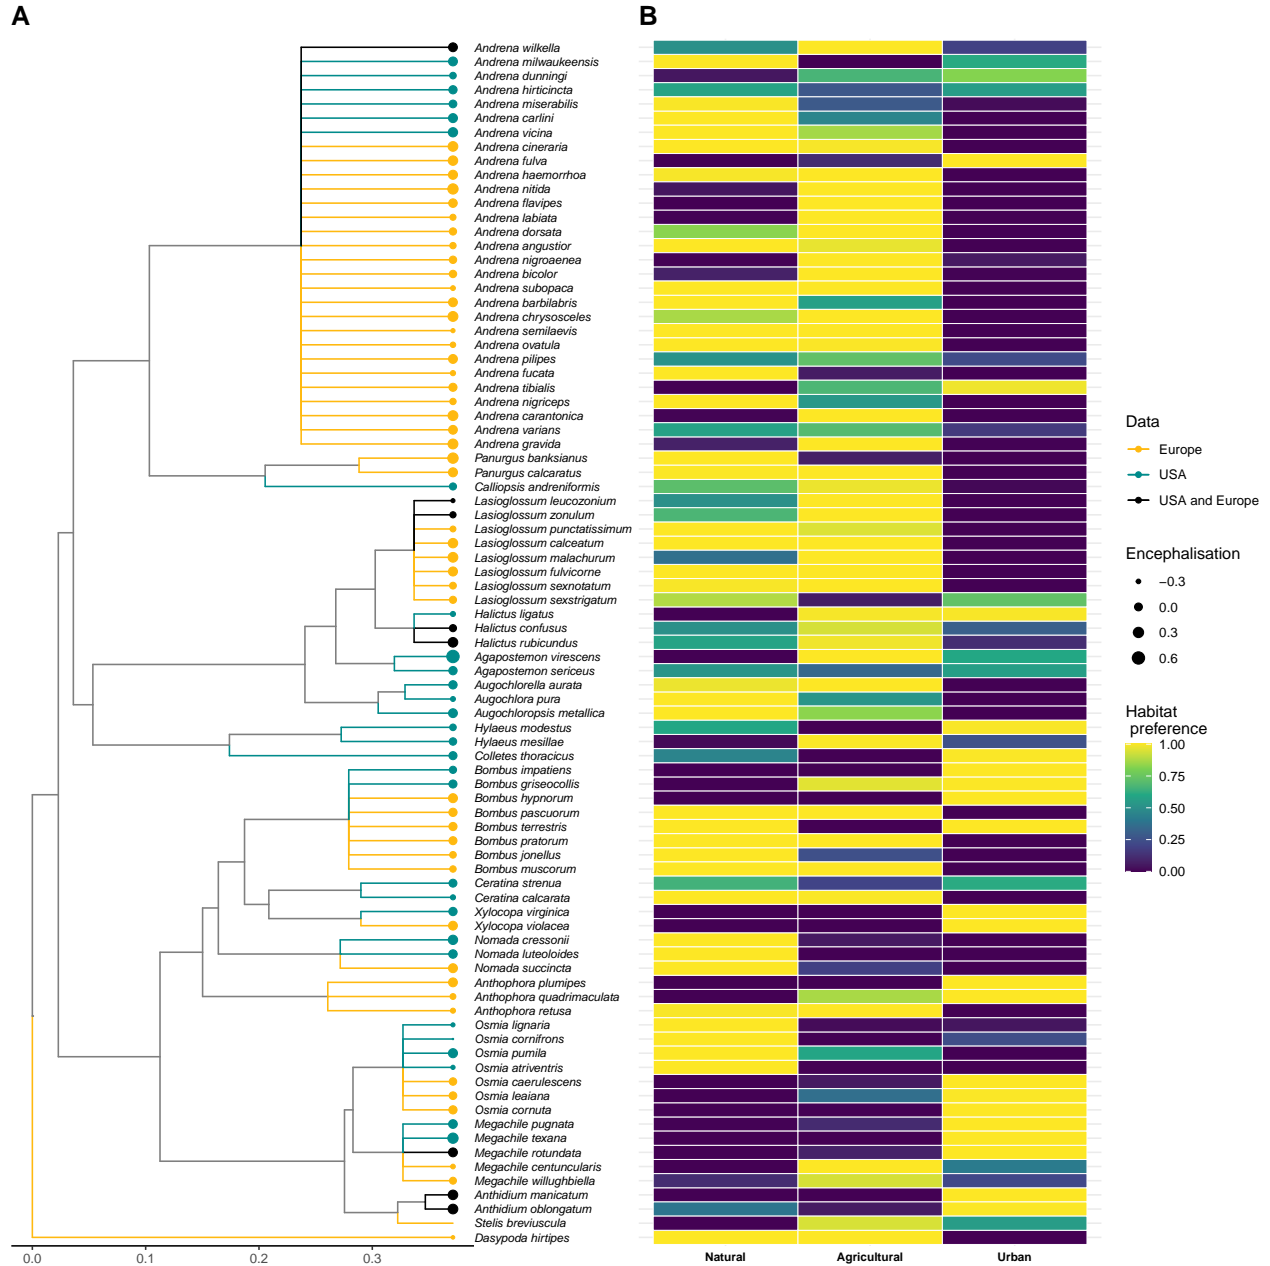 A
B
Andrena wilkella
Andrena milwaukeensis
Andrena dunningi
Andrena hirticincta
Andrena miserabilis
Andrena carlini
Andrena vicina
Andrena cineraria
Andrena fulva
Andrena haemorrhoa
Andrena nitida
Andrena flavipes
Andrena labiata
Andrena dorsata
Andrena angustior
Andrena nigroaenea
Andrena bicolor
Andrena subopaca
Andrena barbilabris
Andrena chrysosceles
Andrena semilaevis
Andrena ovatula
Andrena pilipes
Andrena fucata
Andrena tibialis
Andrena nigriceps
Andrena carantonica
Andrena varians
Andrena gravida
Panurgus banksianus
Panurgus calcaratus
Calliopsis andreniformis
Lasioglossum leucozonium
Lasioglossum zonulum
Lasioglossum punctatissimum
Lasioglossum calceatum
Lasioglossum malachurum
Lasioglossum fulvicorne
Lasioglossum sexnotatum
Lasioglossum sexstrigatum
Halictus ligatus
Halictus confusus
Halictus rubicundus
Agapostemon virescens
Agapostemon sericeus
Augochlorella aurata
Augochlora pura
Augochloropsis metallica
Hylaeus modestus
Hylaeus mesillae
Colletes thoracicus
Bombus impatiens
Bombus griseocollis
Bombus hypnorum
Bombus pascuorum
Bombus terrestris
Bombus pratorum
Bombus jonellus
Bombus muscorum
Ceratina strenua
Ceratina calcarata
Xylocopa virginica
Xylocopa violacea
Nomada cressonii
Nomada luteoloides
Nomada succincta
Anthophora plumipes
Anthophora quadrimaculata
Anthophora retusa
Osmia lignaria
Osmia cornifrons
Osmia pumila
Osmia atriventris
Osmia caerulescens
Osmia leaiana
Osmia cornuta
Megachile pugnata
Megachile texana
Megachile rotundata
Megachile centuncularis
Megachile willughbiella
Anthidium manicatum
Anthidium oblongatum
Stelis breviuscula
Dasypoda hirtipes
0.0
0.1
0.2
0.3
Natural
Agricultural
Urban
Data
Europe
USA
USA and Europe
Encephalisation
−0.3
0.0
0.3
0.6
Habitat
preference
1.00
0.75
0.50
0.25
0.00